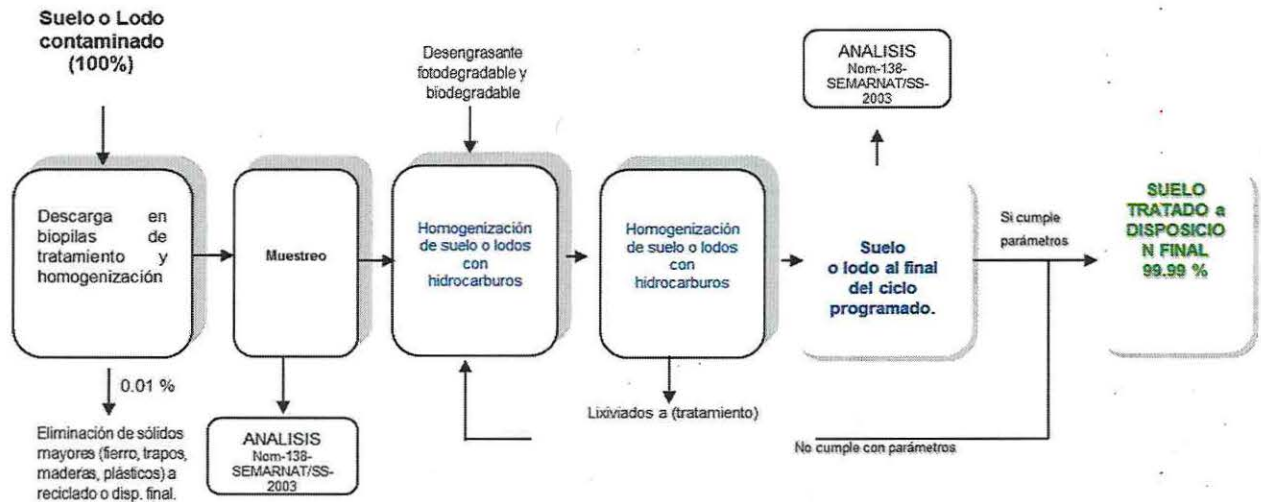 Suelo o Lodo
contaminado
(100%)
Desengrasante
fotodegradable y
biodegradable
ANALISIS
Nom-138-
SEMARNAT/SS-
2003
Descarga en
biopilas de
tratamiento y
homogenización
Muestreo
Homogenización
de suelo o lodos
con
hidrocarburos
Homogenización
de suelo o lodos
con
hidrocarburos
Suelo
o lodo al final
del ciclo
programado.
Si cumple
parámetros
SUELO
TRATADO a
DISPOSICIO
N FINAL
99.99 %
0.01 %
Eliminación de sólidos
mayores (fierro, trapos,
maderas, plásticos) a
reciclado o disp. final.
ANALISIS
Nom-138-
SEMARNAT/SS-
2003
Lixiviados a (tratamiento)
No cumple con parámetros